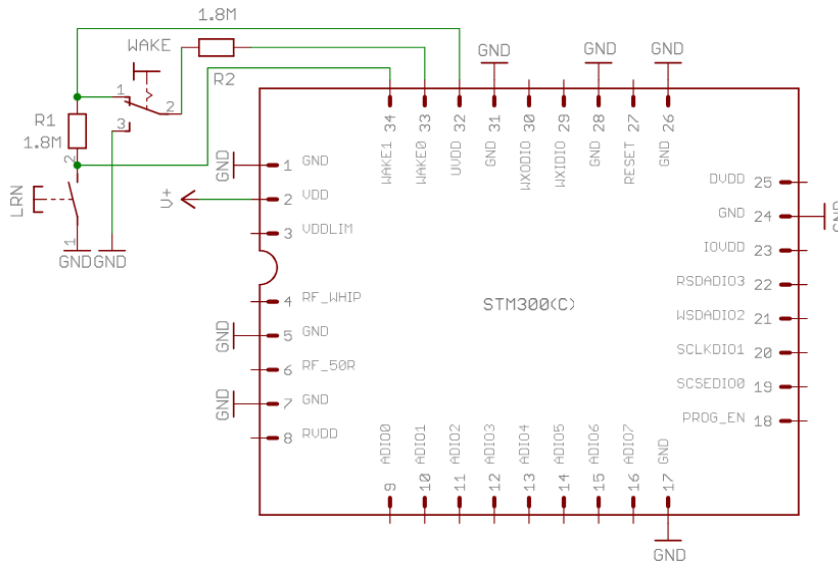 1.8M
WAKE
R2
1
2
3
R1
1.8M
2
LRN
1
GND
GND
GND
GND
GND
34
33
32
31
30
29
28
27
26
WAKE1
WAKE0
UVDD
GND
WXODIO
WXIDIO
GND
RESET
GND
GND 1 GND
V+ 2 VDD
3 VDDLIM
4 RF_WHIP
GND 5 GND
6 RF_50R
GND 7 GND
8 RVDD
STM300(C)
DVDD 25
GND 24 GND
IOVDD 23
RSDADIO3 22
WSDADIO2 21
SCLKDIO1 20
SCSEDIO0 19
PROG_EN 18
ADIO0
ADIO1
ADIO2
ADIO3
ADIO4
ADIO5
ADIO6
ADIO7
GND
9
10
11
12
13
14
15
16
17
GND